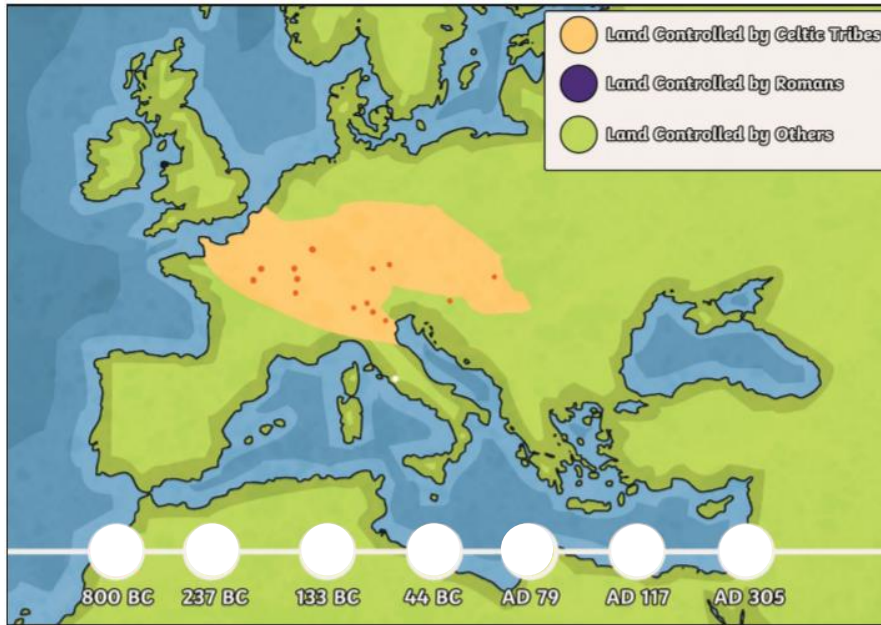 Land Controlled by Celtic Tribes
Land Controlled by Romans
Land Controlled by Others
800 BC 237 BC 133 BC 44 BC AD 79 AD 117 AD 305